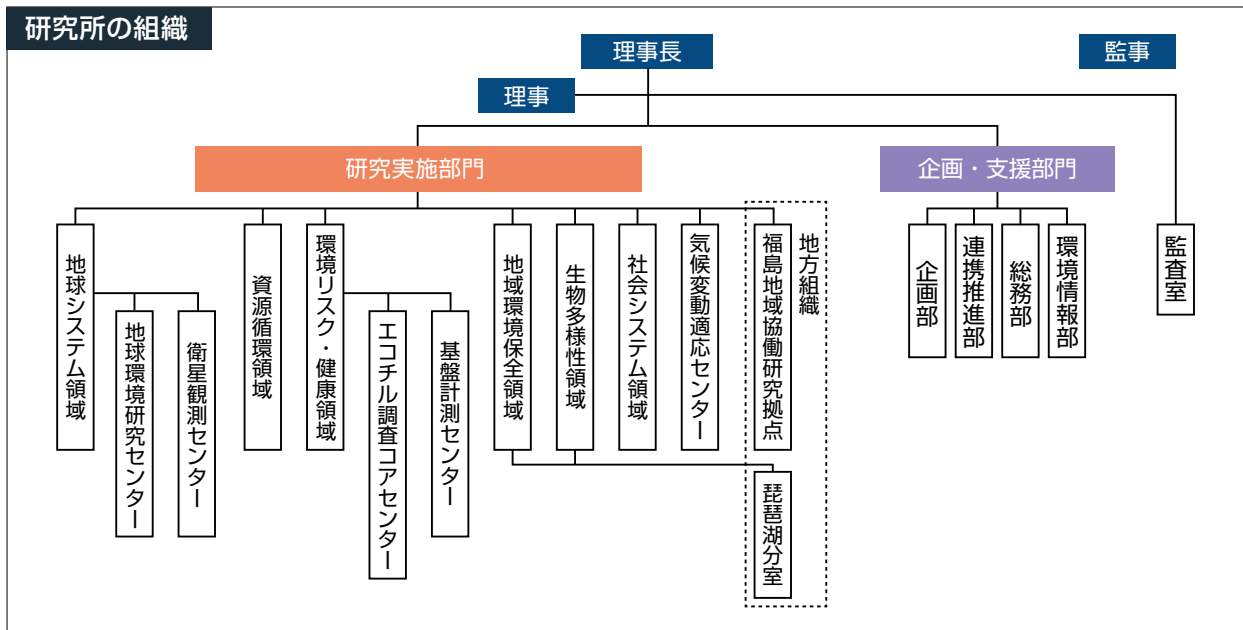 研究所の組織
理事長
監事
理事
研究実施部門
企画・支援部門
地球システム領域
地球環境研究センター
衛星観測センター
資源循環領域
環境リスク・健康領域
エコチル調査コアセンター
基盤計測センター
地域環境保全領域
生物多様性領域
社会システム領域
気候変動適応センター
福島地域協働研究拠点
地方組織
琵琶湖分室
企画部
連携推進部
総務部
環境情報部
監査室